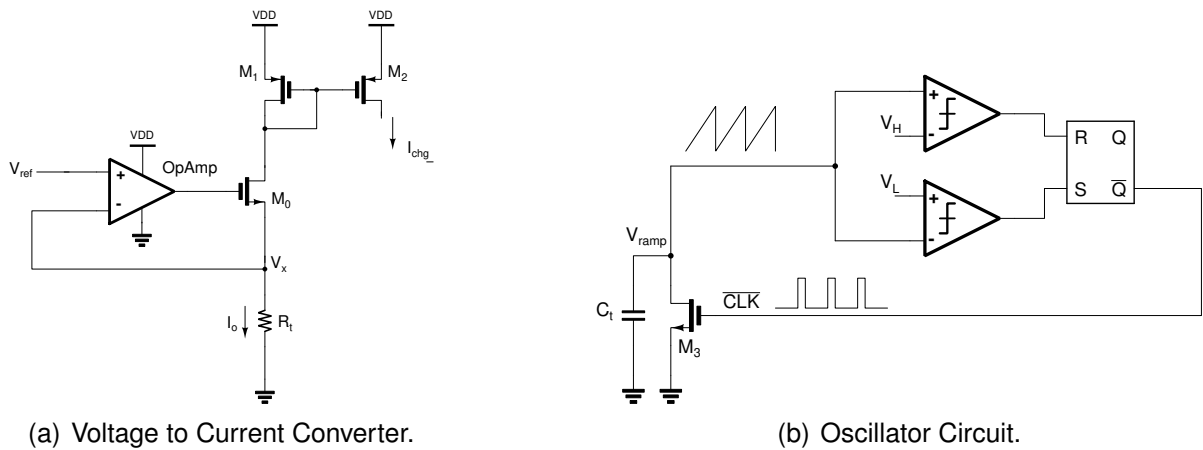 VDD
VDD
M1
M2
Ichg_
VDD
OpAmp
Vref
+
-
M0
Vx
Io
Rt
(a) Voltage to Current Converter.
+
VH
-
R Q
VL
+
S Q̅
-
Vramp
C̅L̅K̅
Ct
M3
(b) Oscillator Circuit.